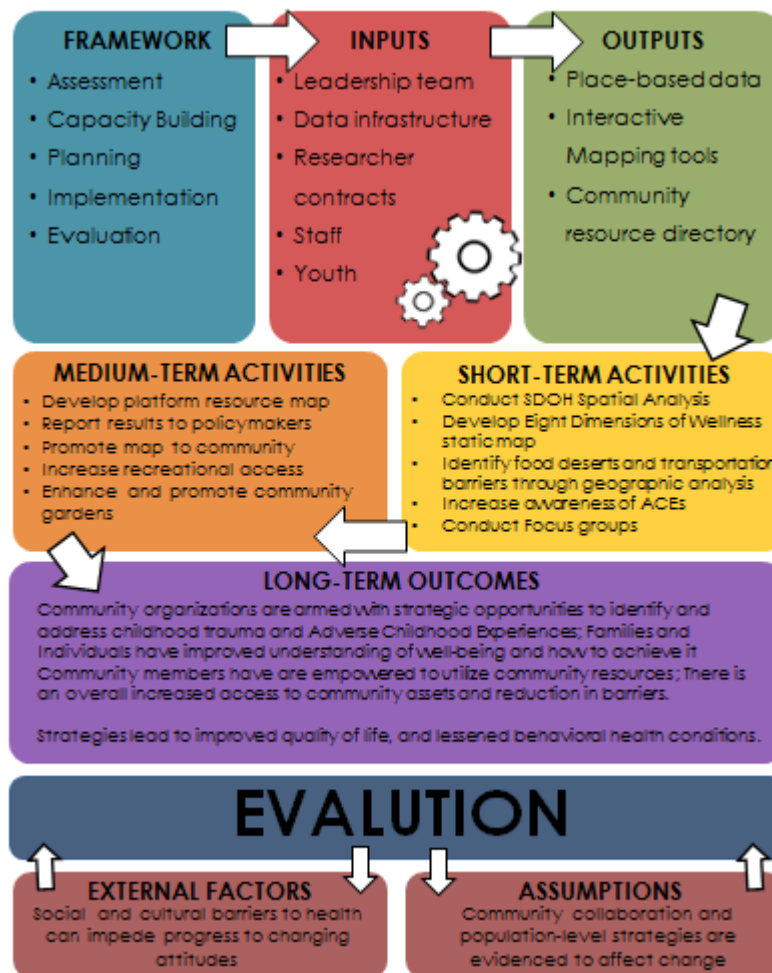 FRAMEWORK
• Assessment
• Capacity Building
• Planning
• Implementation
• Evaluation
INPUTS
• Leadership team
• Data infrastructure
• Researcher
contracts
• Staff
• Youth
OUTPUTS
• Place-based data
• Interactive
Mapping tools
• Community
resource directory
MEDIUM-TERM ACTIVITIES
• Develop platform resource map
• Report results to policymakers
• Promote map to community
• Increase recreational access
• Enhance and promote community
gardens
SHORT-TERM ACTIVITIES
• Conduct SDOH Spatial Analysis
• Develop Eight Dimensions of Wellness
static map
• Identify food deserts and transportation
barriers through geographic analysis
• Increase awareness of ACEs
• Conduct Focus groups
LONG-TERM OUTCOMES
Community organizations are armed with strategic opportunities to identify and
address childhood trauma and Adverse Childhood Experiences; Families and
Individuals have improved understanding of well-being and how to achieve it
Community members have are empowered to utilize community resources; There is
an overall increased access to community assets and reduction in barriers.
Strategies lead to improved quality of life, and lessened behavioral health conditions.
EVALUTION
EXTERNAL FACTORS
Social and cultural barriers to health
can impede progress to changing
attitudes
ASSUMPTIONS
Community collaboration and
population-level strategies are
evidenced to affect change